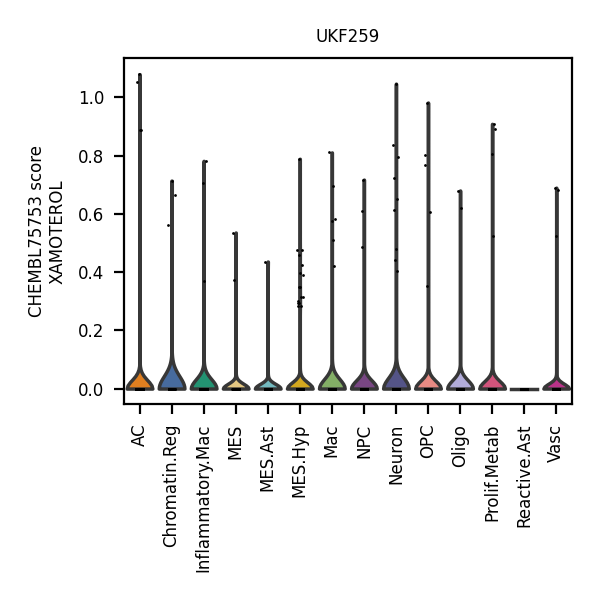 UKF259
CHEMBL75753 score
XAMOTEROL
1.0
0.8
0.6
0.4
0.2
0.0
AC
Chromatin.Reg
Inflammatory.Mac
MES
MES.Ast
MES.Hyp
Mac
NPC
Neuron
OPC
Oligo
Prolif.Metab
Reactive.Ast
Vasc